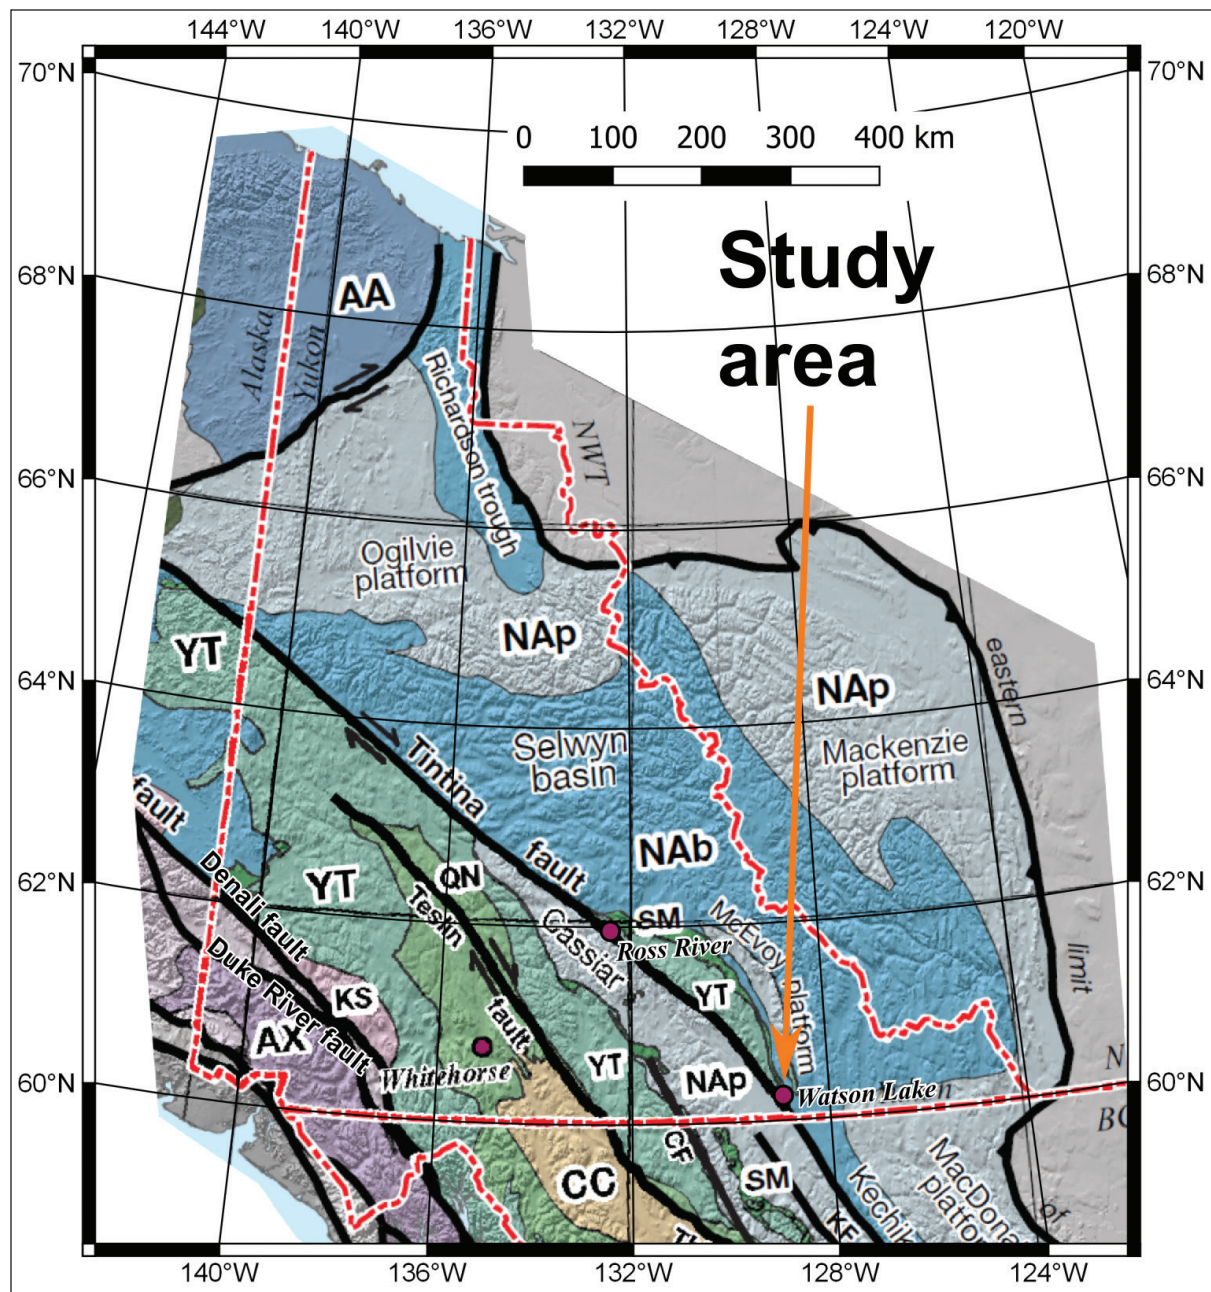 144°W
140°W
136°W
132°W
128°W
124°W
120°W
70°N
70°N
0
100
200
300
400 km
Study
area
68°N
68°N
AA
Alaska
Yukon
Richardson trough
NWT
66°N
66°N
Ogilvie
platform
NAp
YT
eastern
64°N
64°N
NAp
Mackenzie
platform
Selwyn
basin
Tintina
fault
fault
NAb
62°N
62°N
YT
QN
Denali fault
Teslin
fault
Cassiar
SM
Ross River
McEvoy
platform
limit
Duke River fault
KS
AX
YT
YT
Whitehorse
NAp
60°N
60°N
Watson Lake
N
BC
CF
CC
SM
KF
Kechik
MacDona
platform
of
140°W
136°W
132°W
128°W
124°W